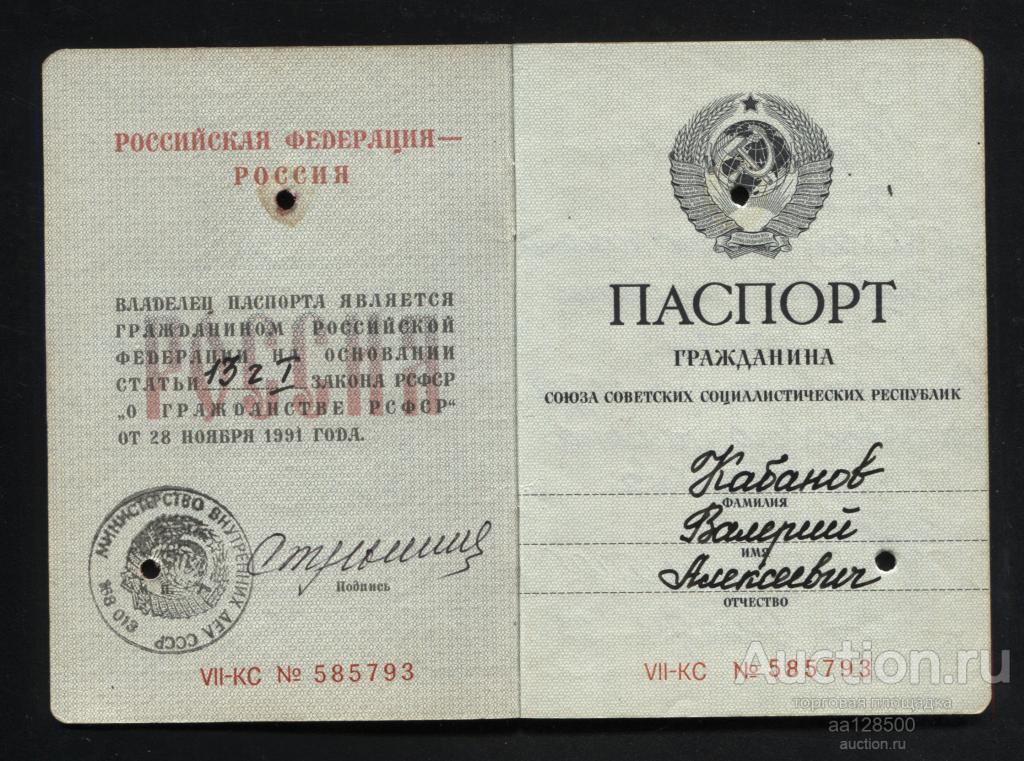 РОССИЙСКАЯ ФЕДЕРАЦИЯ—
РОССИЯ
ВЛАДЕЛЕЦ ПАСПОРТА ЯВЛЯЕТСЯ
ГРАЖДАНИНОМ РОССИЙСКОЙ
ФЕДЕРАЦИИ НА ОСНОВАНИИ
СТАТЬИ 13 г I ЗАКОНА РСФСР
„О ГРАЖДАНСТВЕ РСФСР“
ОТ 28 НОЯБРЯ 1991 ГОДА.
РОССИЯ
МИНИСТЕРСТВО ВНУТРЕННИХ ДЕЛ СССР
Подпись
VII-КС № 585793
ПАСПОРТ
ГРАЖДАНИНА
СОЮЗА СОВЕТСКИХ СОЦИАЛИСТИЧЕСКИХ РЕСПУБЛИК
Кабанов
ФАМИЛИЯ
Валерий
ИМЯ
Алексеевич
ОТЧЕСТВО
VII-КС № 585793
Auction.ru
торговая площадка
aa128500
auction.ru